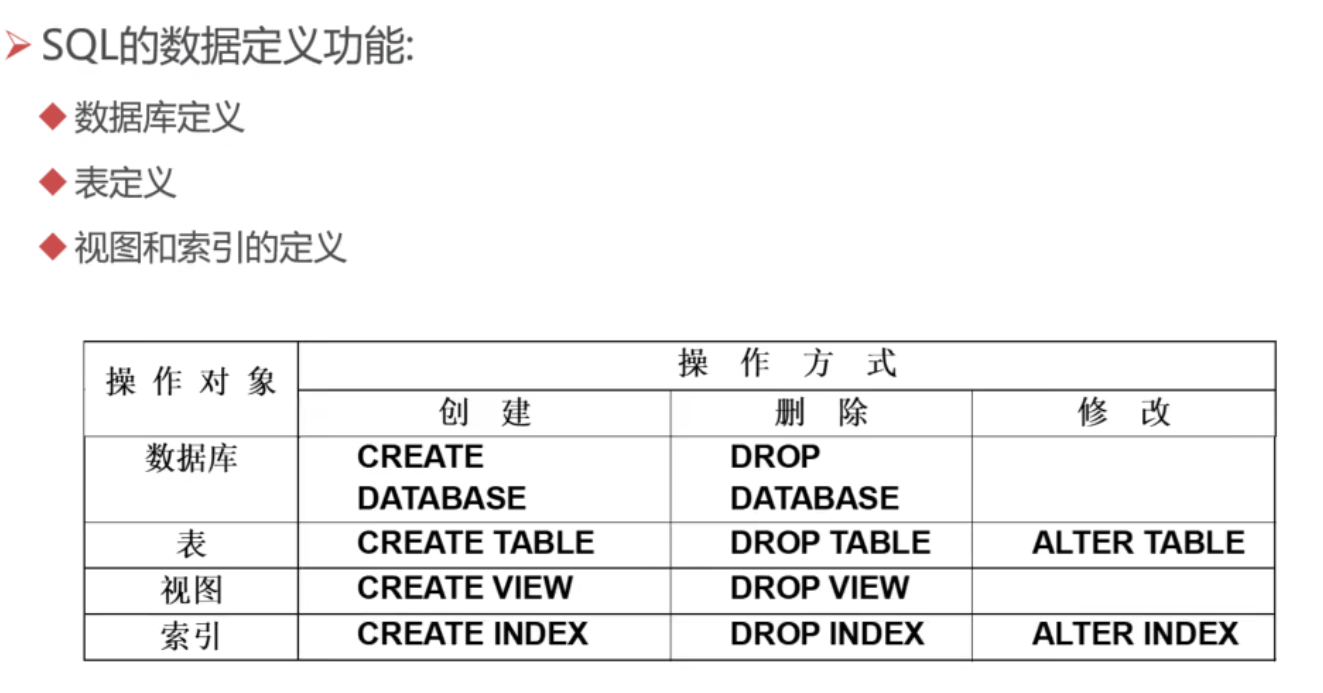 SQL的数据定义功能:
数据库定义
表定义
视图和索引的定义
操作对象
操作方式
创建 删除 修改
数据库 CREATE DATABASE DROP DATABASE
表 CREATE TABLE DROP TABLE ALTER TABLE
视图 CREATE VIEW DROP VIEW
索引 CREATE INDEX DROP INDEX ALTER INDEX